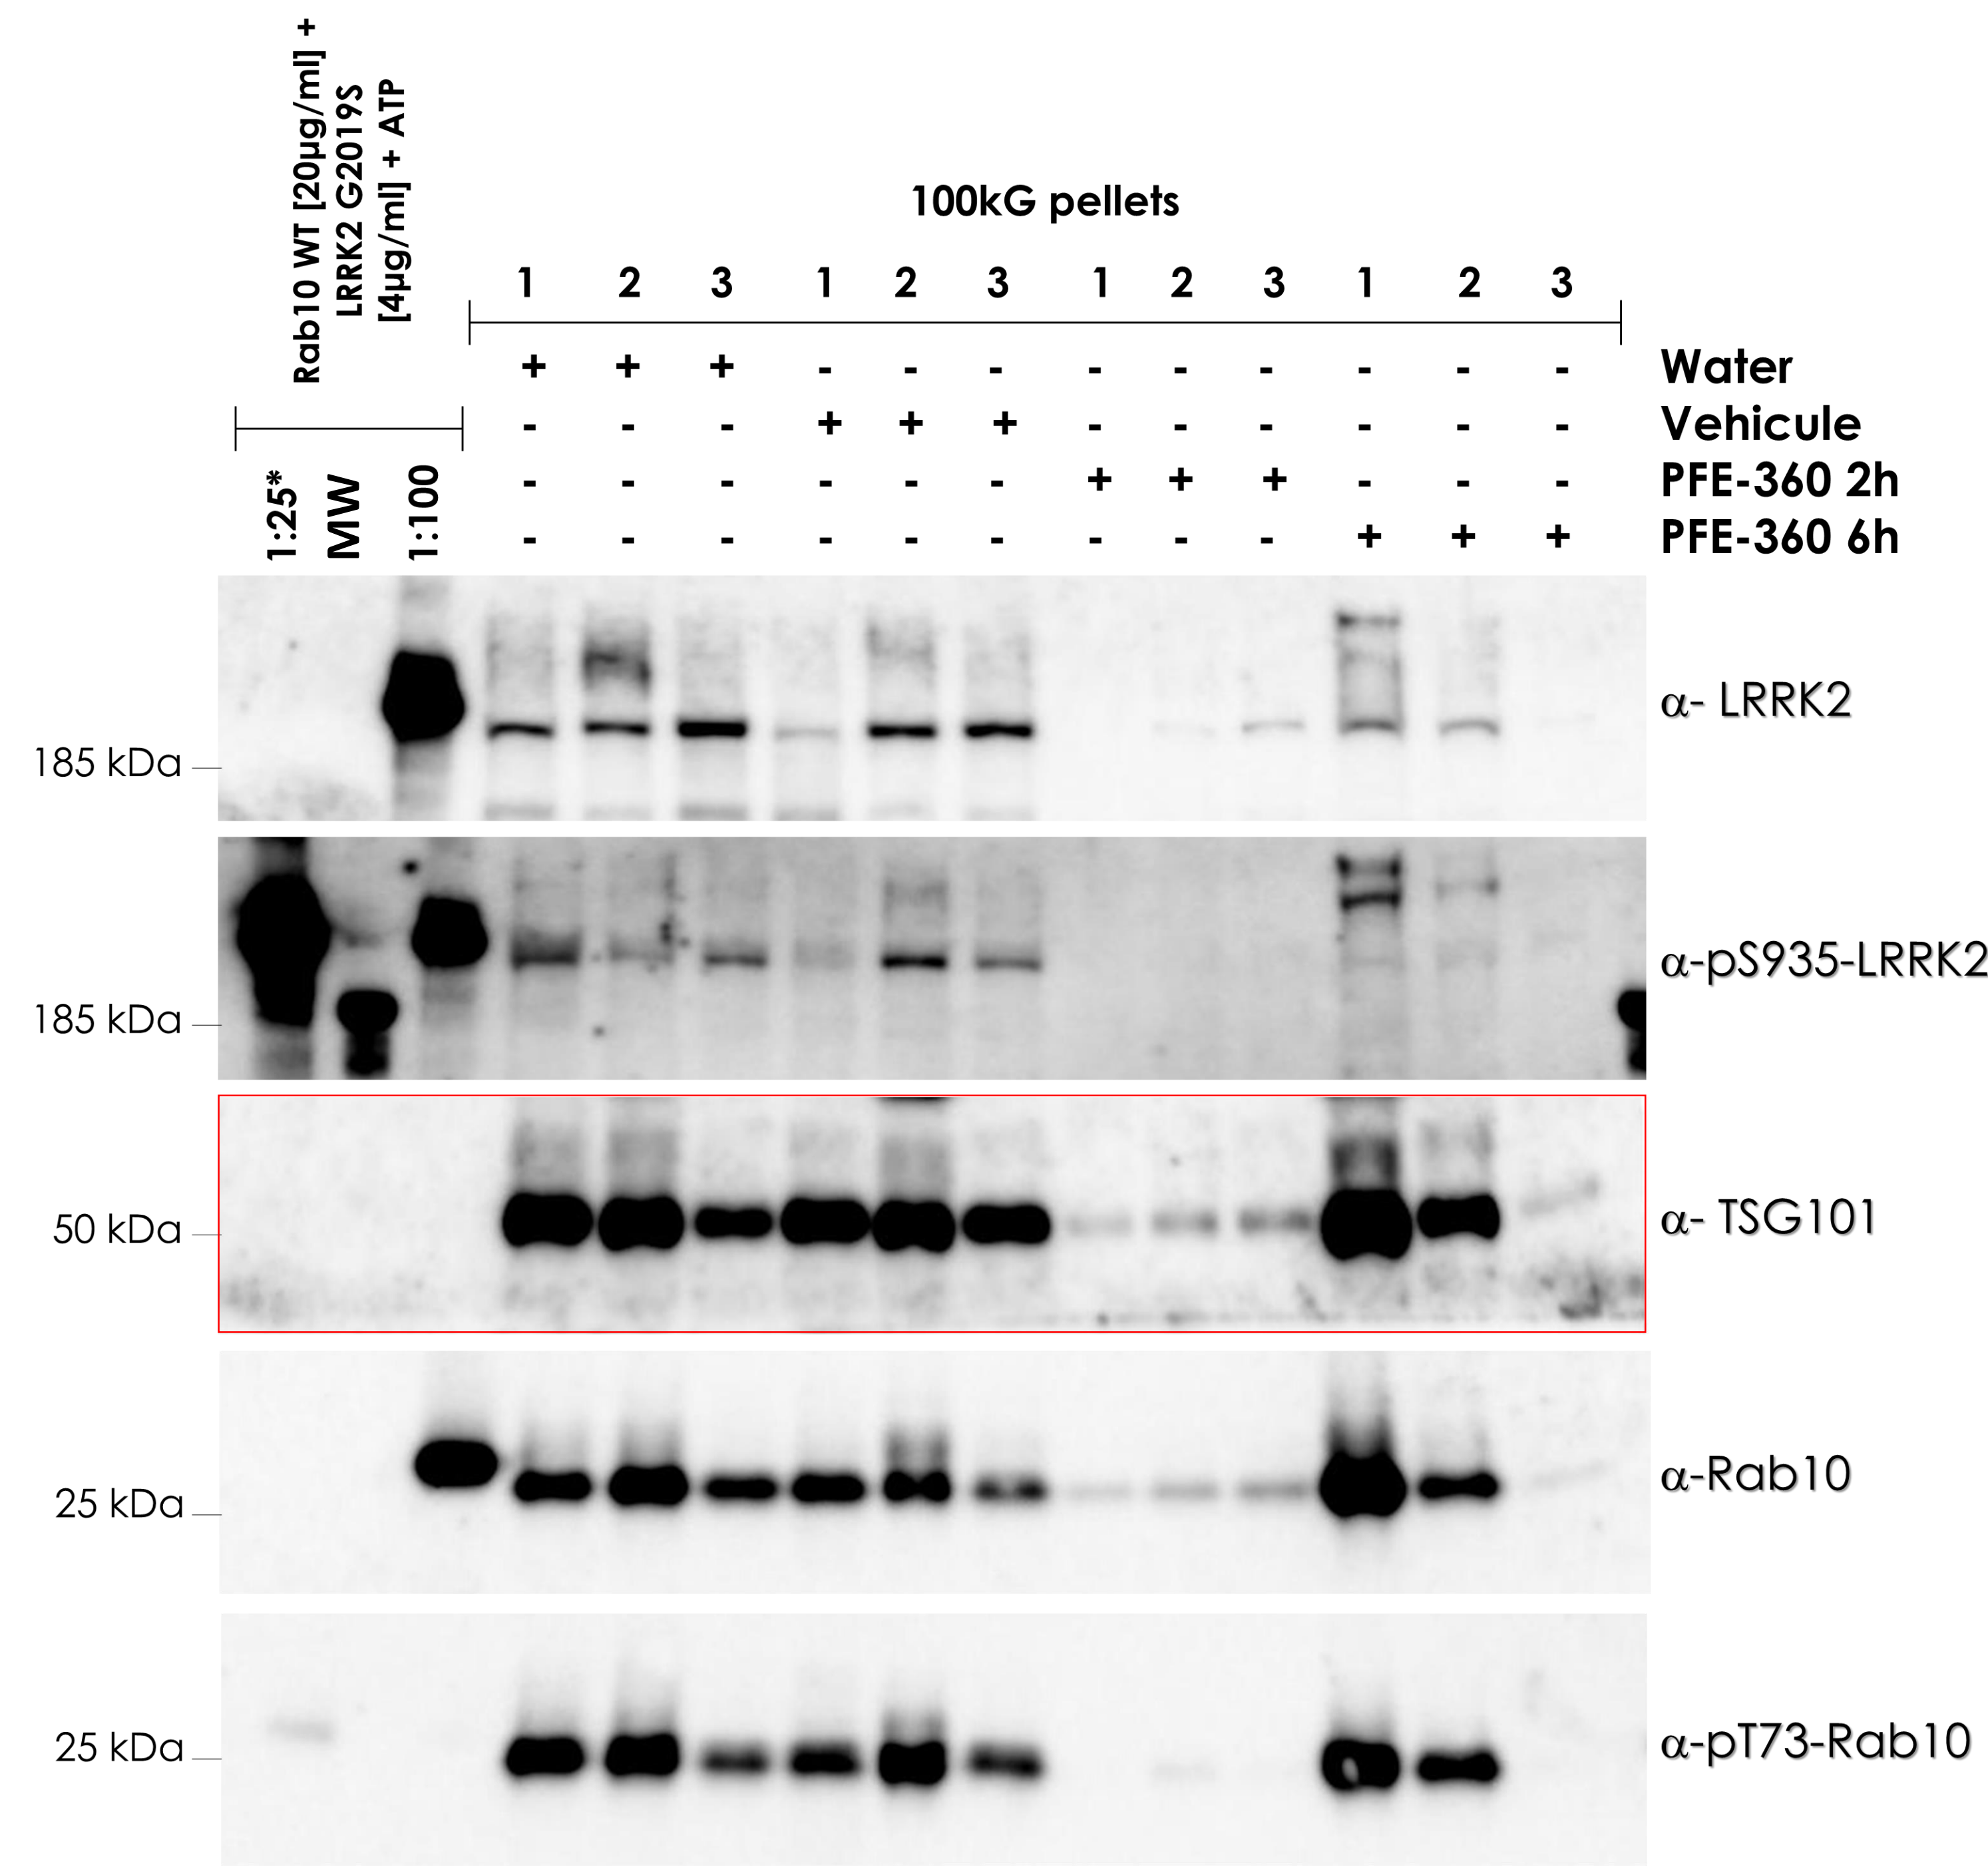 Rab10 WT [20µg/ml] +
LRRK2 G2019S
[4µg/ml] + ATP
100kG pellets
1 2 3 1 2 3 1 2 3 1 2 3
+ + + - - - - - - - - - Water
- - - + + + - - - - - - Vehicule
- - - - - - + + + - - - PFE-360 2h
- - - - - - - - - + + + PFE-360 6h
1:25* MW 1:100
α- LRRK2
185 kDa
α-pS935-LRRK2
185 kDa
α- TSG101
50 kDa
α-Rab10
25 kDa
α-pT73-Rab10
25 kDa